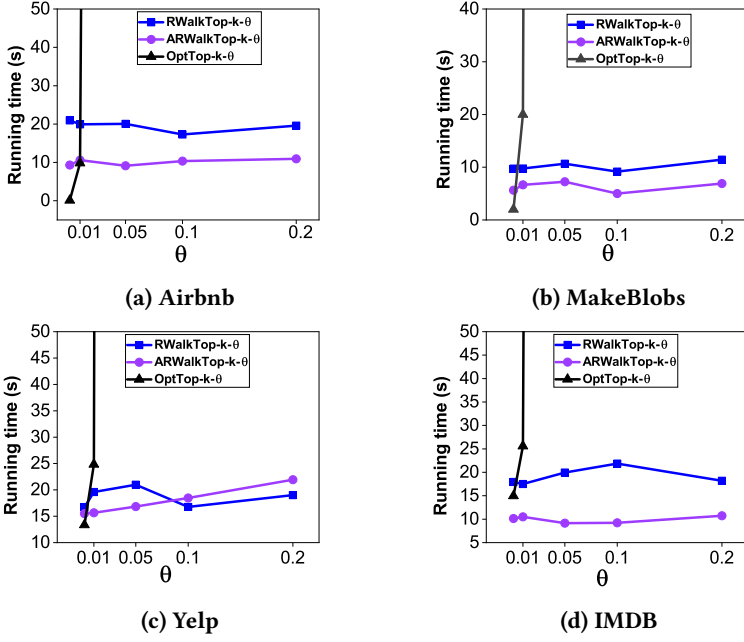 50
40
30
20
10
0
Running time (s)
RWalkTop-k-θ
ARWalkTop-k-θ
OptTop-k-θ
0.01 0.05 0.1 0.2
θ
(a) Airbnb
40
30
20
10
0
Running time (s)
RWalkTop-k-θ
ARWalkTop-k-θ
OptTop-k-θ
0.01 0.05 0.1 0.2
θ
(b) MakeBlobs
50
45
40
35
30
25
20
15
10
Running time (s)
RWalkTop-k-θ
ARWalkTop-k-θ
OptTop-k-θ
0.01 0.05 0.1 0.2
θ
(c) Yelp
50
45
40
35
30
25
20
15
10
5
Running time (s)
RWalkTop-k-θ
ARWalkTop-k-θ
OptTop-k-θ
0.01 0.05 0.1 0.2
θ
(d) IMDB